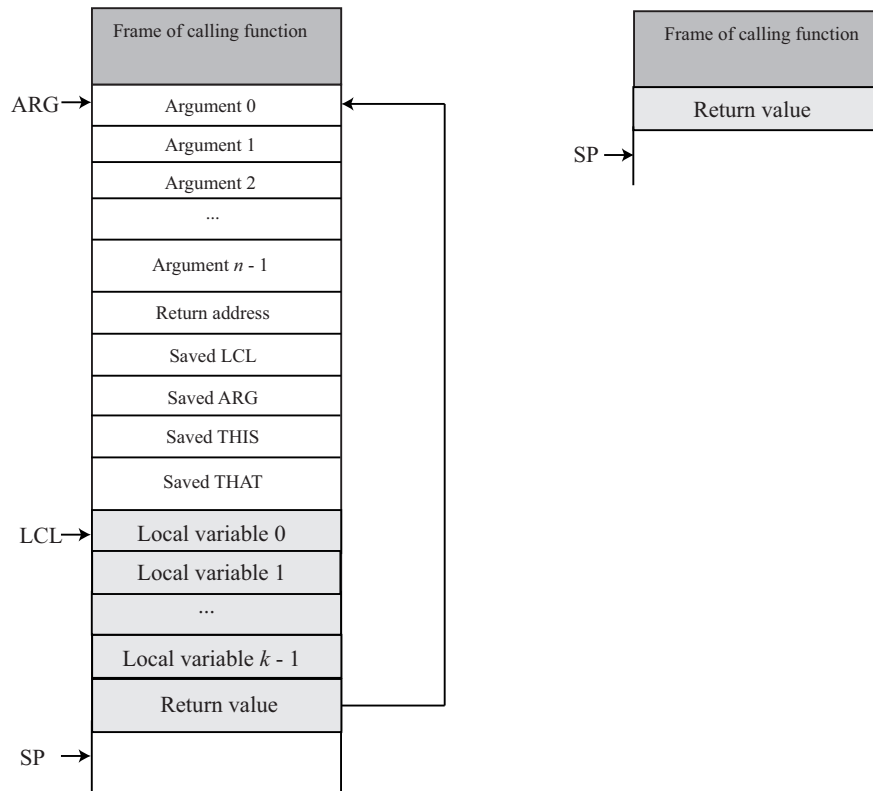 Frame of calling function
ARG
Argument 0
Argument 1
Argument 2
...
Argument n - 1
Return address
Saved LCL
Saved ARG
Saved THIS
Saved THAT
LCL
Local variable 0
Local variable 1
...
Local variable k - 1
Return value
SP
Frame of calling function
Return value
SP